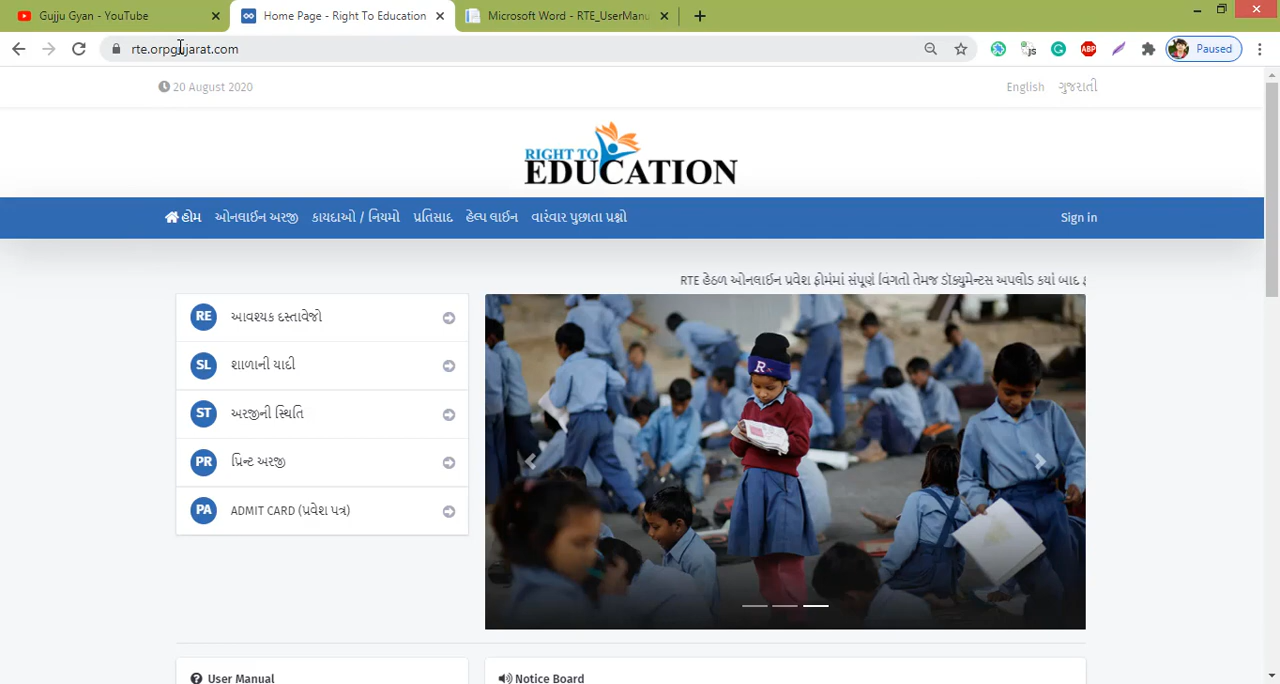 Gujju Gyan - YouTube
Home Page - Right To Education
Microsoft Word - RTE_UserManu
rte.orpgujarat.com
Paused
20 August 2020
English ગુજરાતી
RIGHT TO
EDUCATION
હોમ ઓનલાઈન અરજી કાયદાઓ / નિયમો પ્રતિસાદ હેલ્પ લાઈન વારંવાર પુછાતા પ્રશ્નો Sign in
RTE હેઠળ ઓનલાઈન પ્રવેશ ફોર્મમાં સંપૂર્ણ વિગતો તેમજ ડૉક્યુમેન્ટસ અપલોડ કર્યા બાદ
RE આવશ્યક દસ્તાવેજો
SL શાળાની યાદી
ST અરજીની સ્થિતિ
PR પ્રિન્ટ અરજી
PA ADMIT CARD (પ્રવેશ પત્ર)
R
User Manual
Notice Board